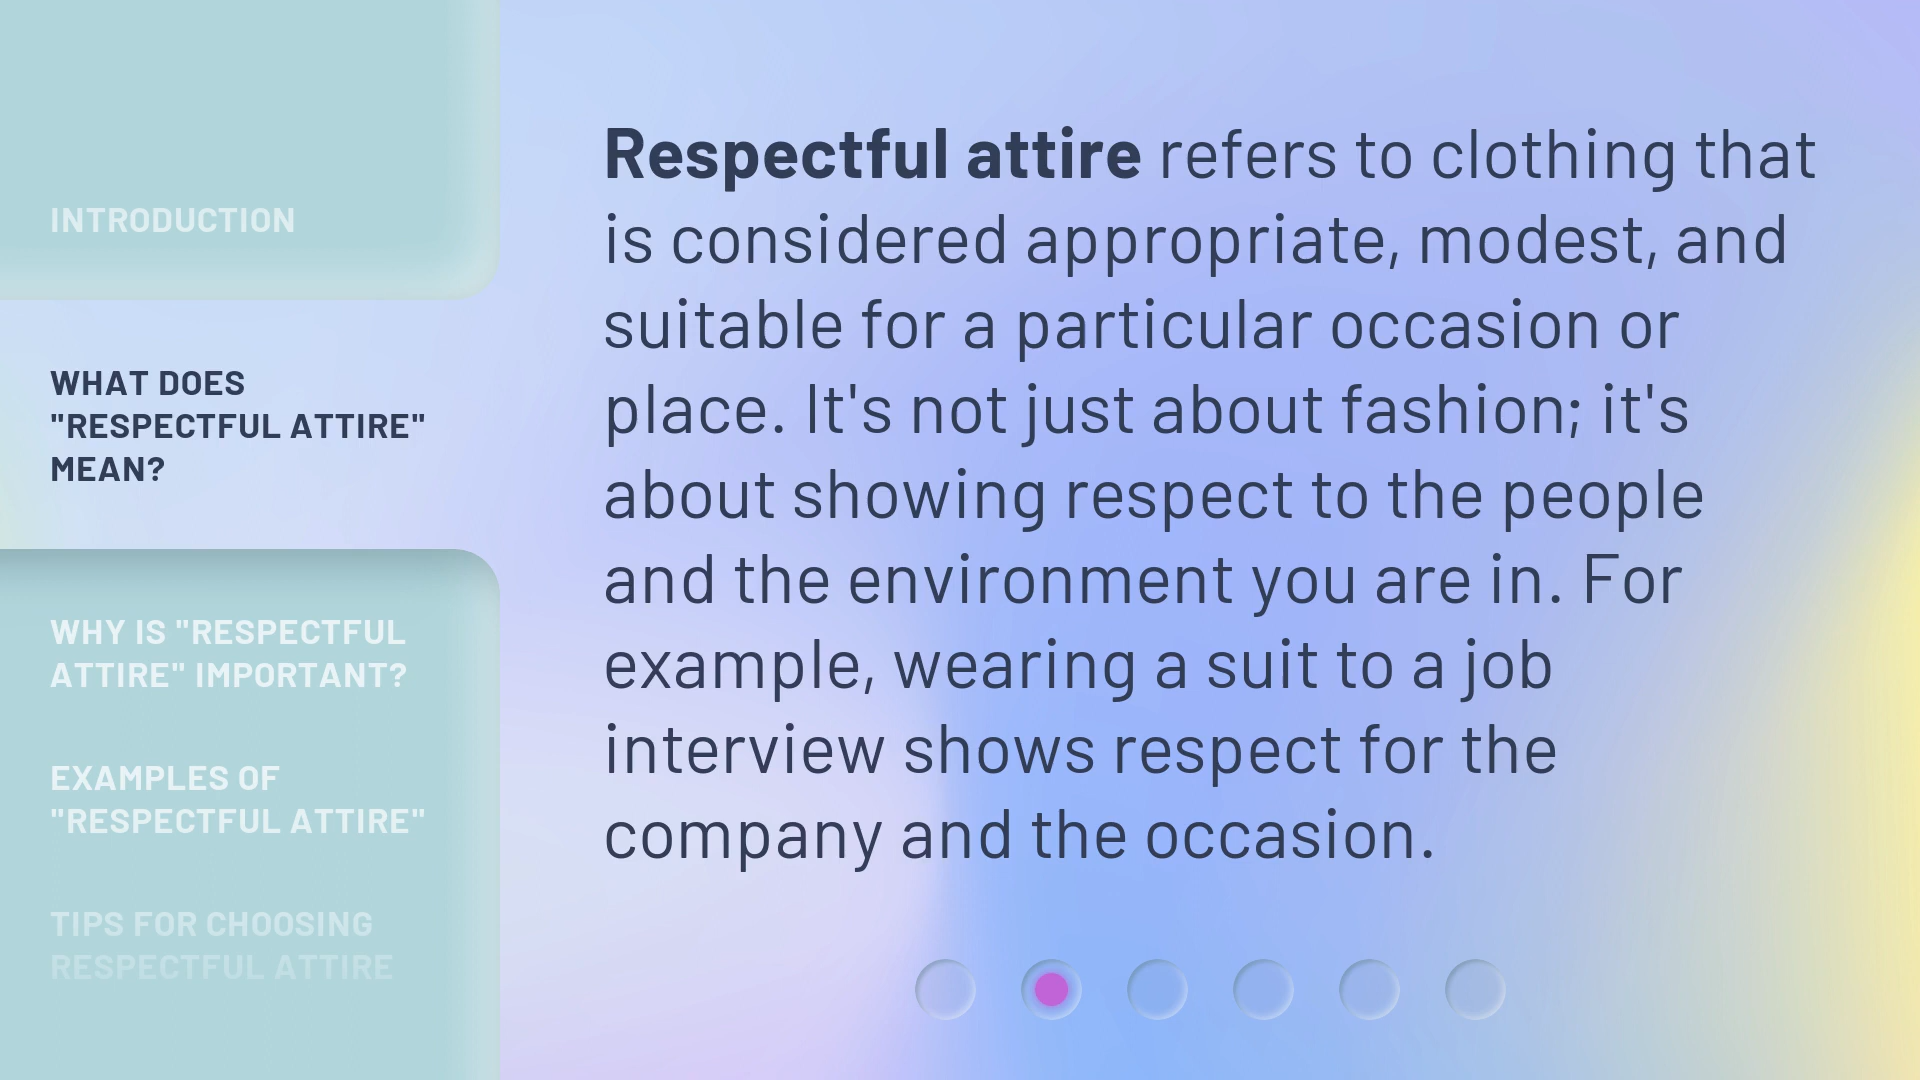 INTRODUCTION
WHAT DOES
"RESPECTFUL ATTIRE"
MEAN?
WHY IS "RESPECTFUL
ATTIRE" IMPORTANT?
EXAMPLES OF
"RESPECTFUL ATTIRE"
TIPS FOR CHOOSING
RESPECTFUL ATTIRE
Respectful attire refers to clothing that
is considered appropriate, modest, and
suitable for a particular occasion or
place. It's not just about fashion; it's
about showing respect to the people
and the environment you are in. For
example, wearing a suit to a job
interview shows respect for the
company and the occasion.